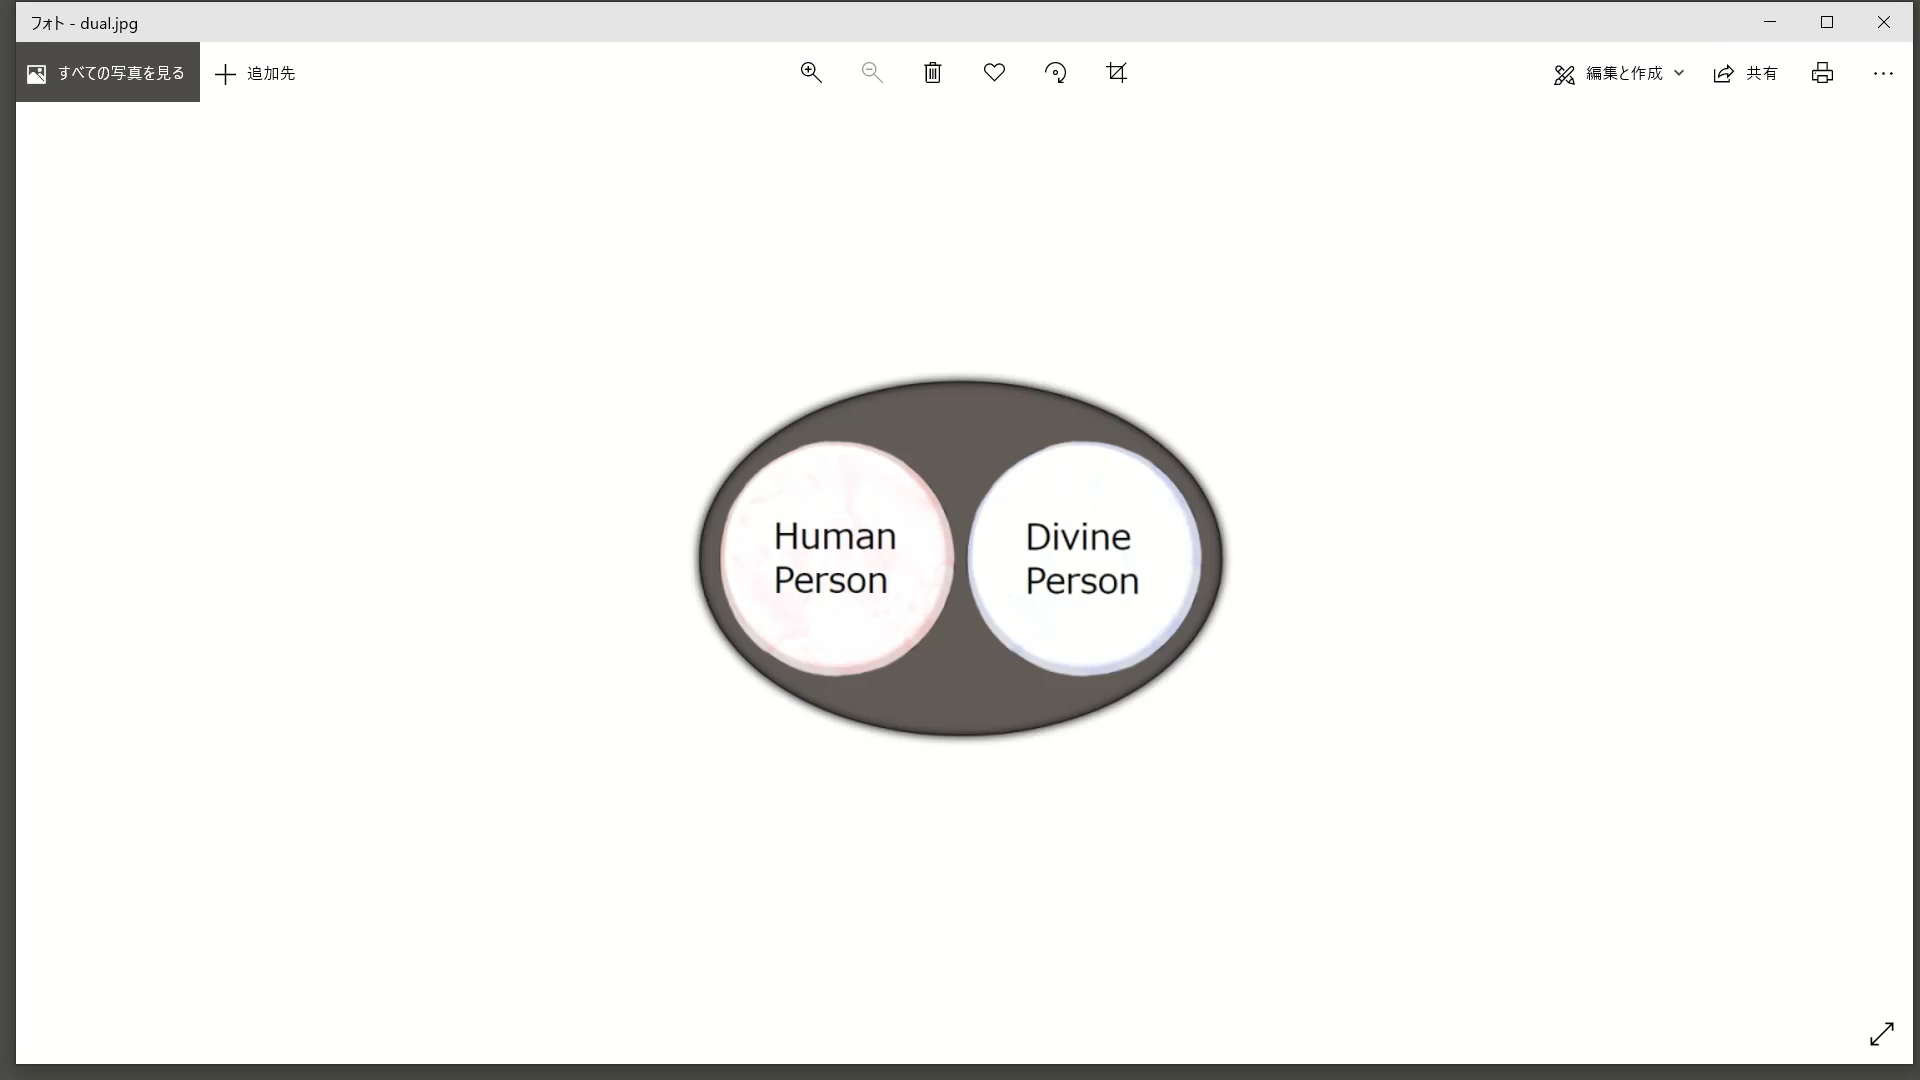 フォト - dual.jpg
すべての写真を見る
追加先
編集と作成
共有
Human
Person
Divine
Person